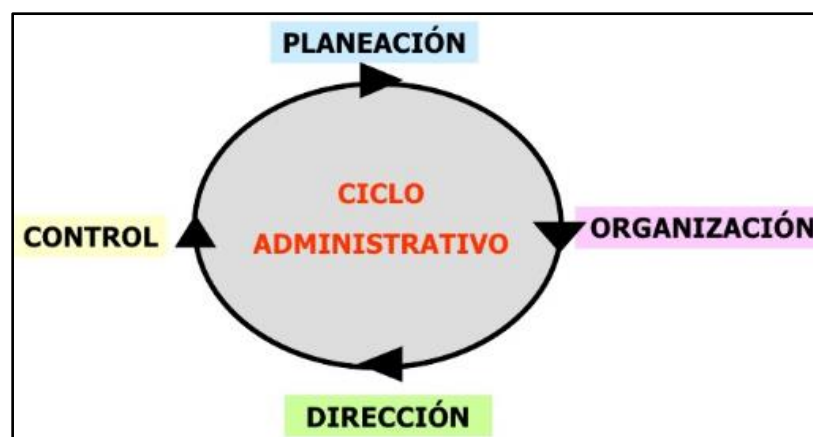 PLANEACIÓN
CICLO
ADMINISTRATIVO
CONTROL
ORGANIZACIÓN
DIRECCIÓN